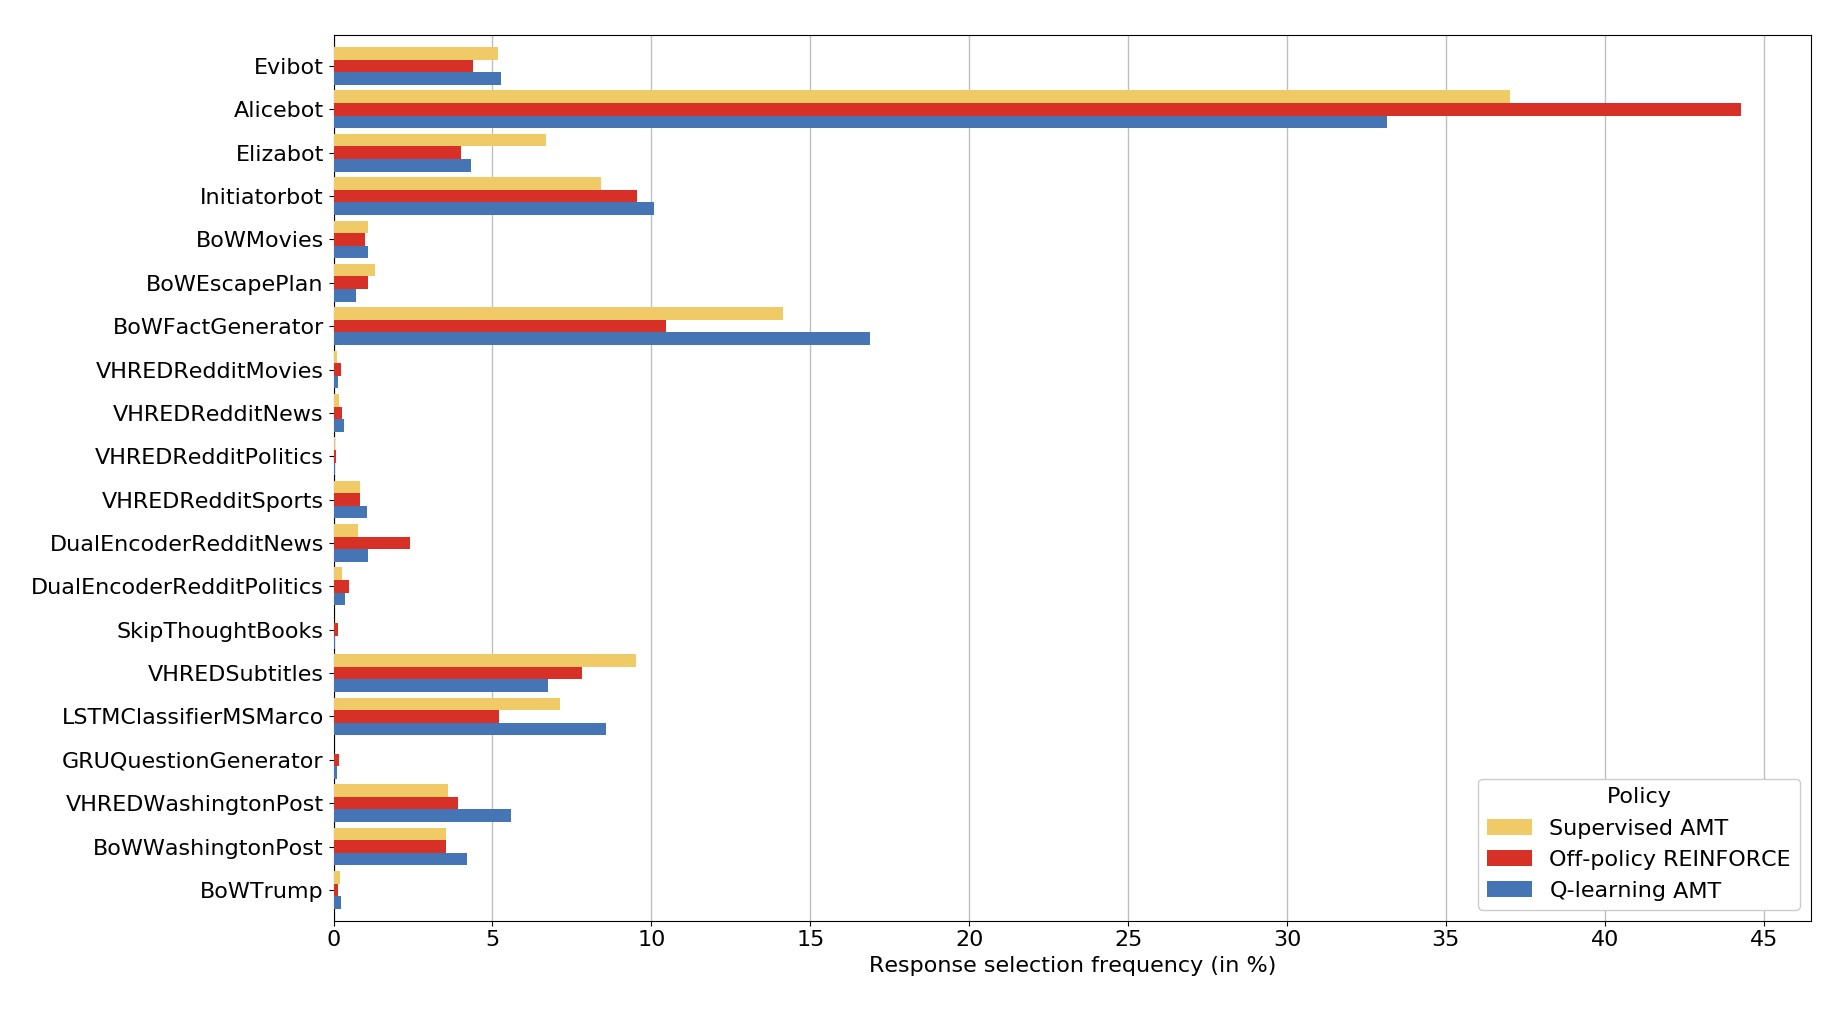 Evibot
Alicebot
Elizabot
Initiatorbot
BoWMovies
BoWEscapePlan
BoWFactGenerator
VHREDRedditMovies
VHREDRedditNews
VHREDRedditPolitics
VHREDRedditSports
DualEncoderRedditNews
DualEncoderRedditPolitics
SkipThoughtBooks
VHREDSubtitles
LSTMClassifierMSMarco
GRUQuestionGenerator
VHREDWashingtonPost
BoWWashingtonPost
BoWTrump
Policy
Supervised AMT
Off-policy REINFORCE
Q-learning AMT
0 5 10 15 20 25 30 35 40 45
Response selection frequency (in %)